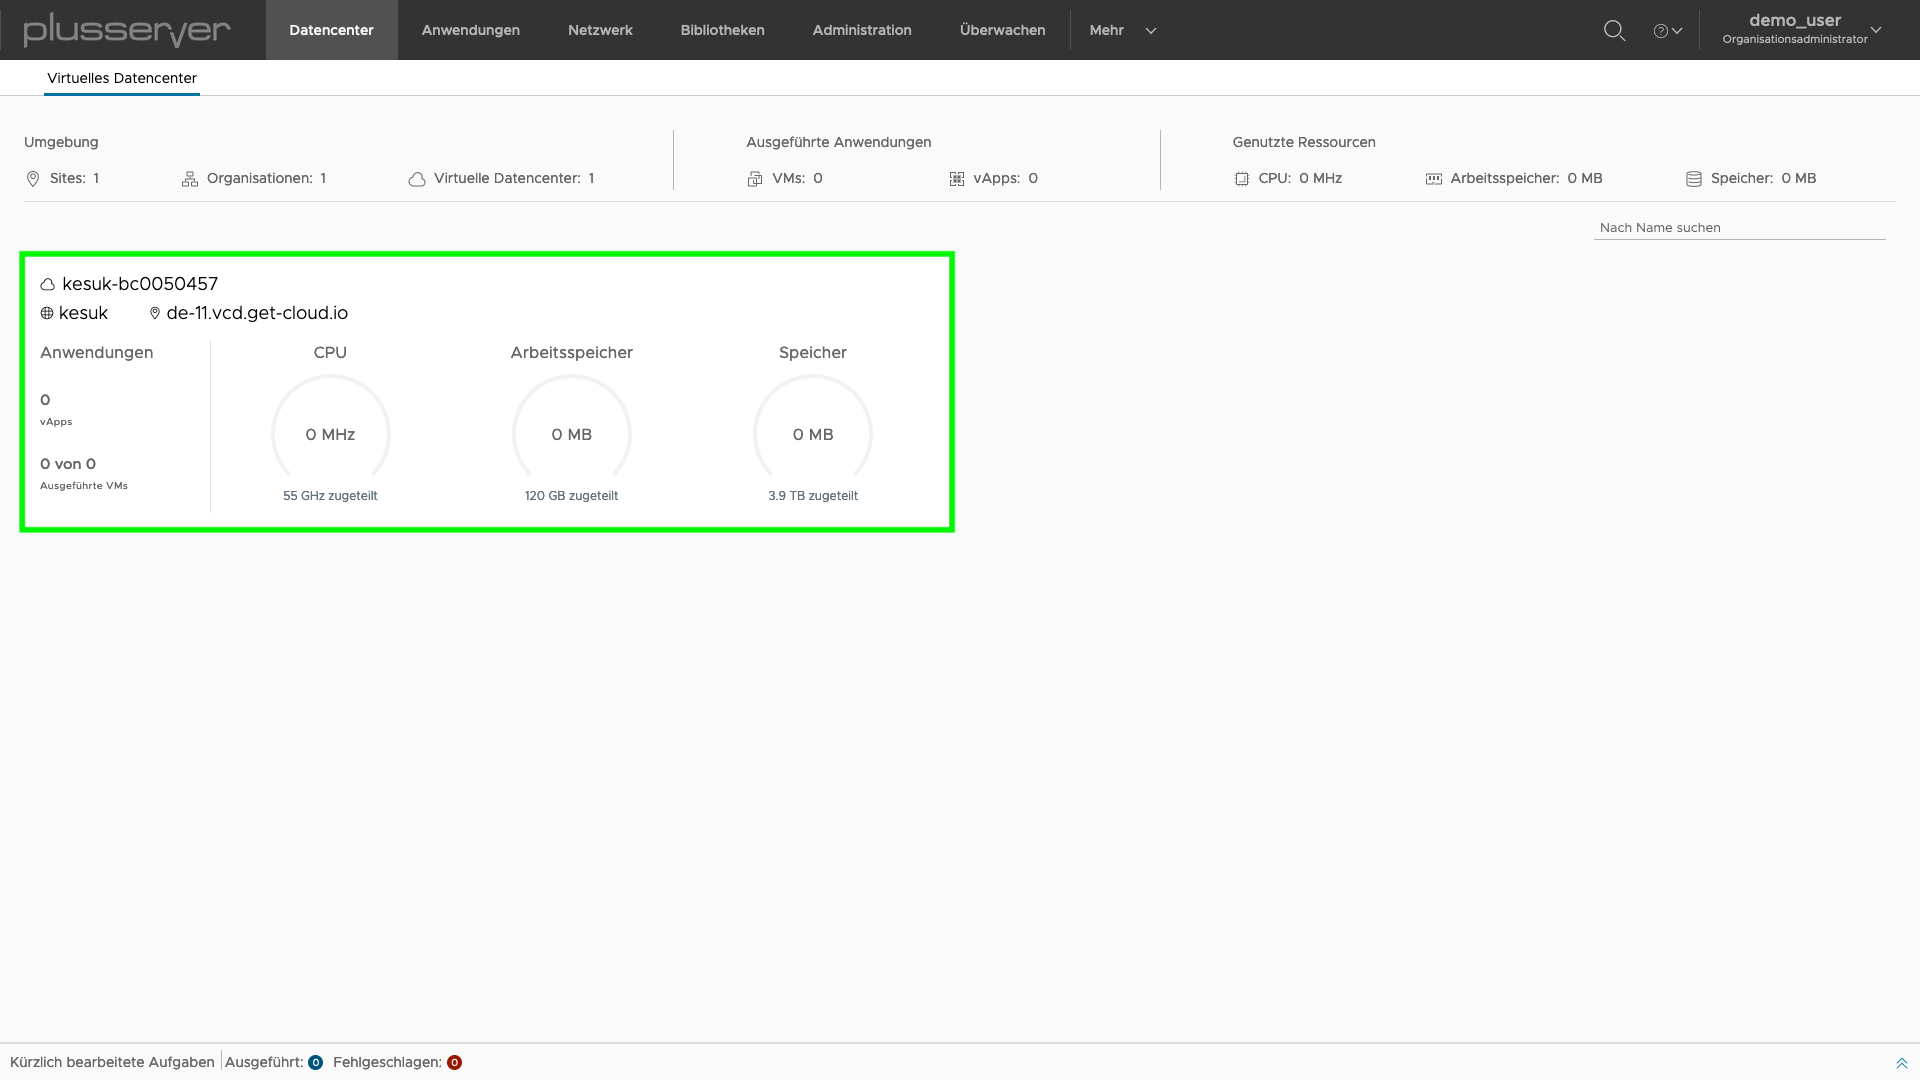 plusserver
Datencenter Anwendungen Netzwerk Bibliotheken Administration Überwachen Mehr
demo_user
Organisationsadministrator
Virtuelles Datencenter
Umgebung
Sites: 1 Organisationen: 1 Virtuelle Datencenter: 1
Ausgeführte Anwendungen
VMs: 0 vApps: 0
Genutzte Ressourcen
CPU: 0 MHz Arbeitsspeicher: 0 MB Speicher: 0 MB
Nach Name suchen
kesuk-bc0050457
kesuk de-11.vcd.get-cloud.io
Anwendungen
0
vApps
0 von 0
Ausgeführte VMs
CPU
0 MHz
55 GHz zugeteilt
Arbeitsspeicher
0 MB
120 GB zugeteilt
Speicher
0 MB
3.9 TB zugeteilt
Kürzlich bearbeitete Aufgaben Ausgeführt: 0 Fehlgeschlagen: 0